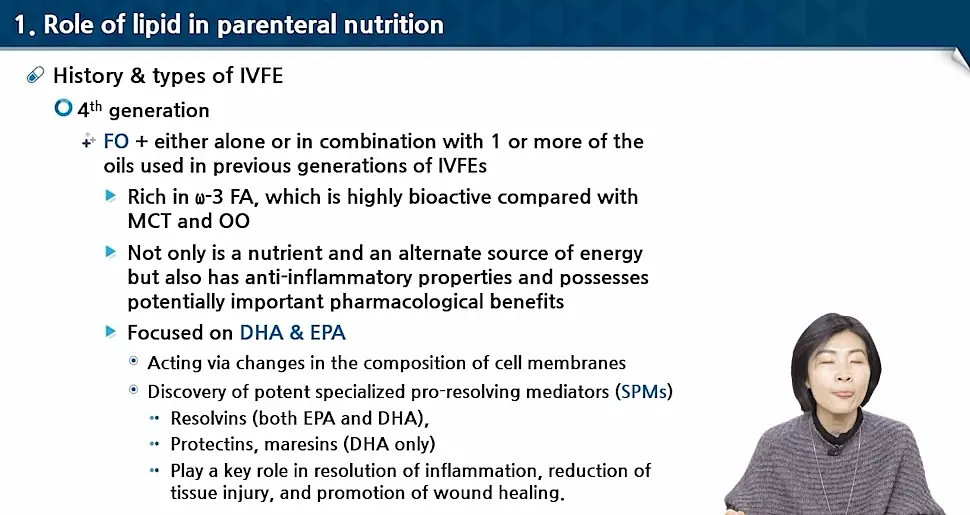 1. Role of lipid in parenteral nutrition
History & types of IVFE
4th generation
FO + either alone or in combination with 1 or more of the
oils used in previous generations of IVFEs
Rich in ω-3 FA, which is highly bioactive compared with
MCT and OO
Not only is a nutrient and an alternate source of energy
but also has anti-inflammatory properties and possesses
potentially important pharmacological benefits
Focused on DHA & EPA
Acting via changes in the composition of cell membranes
Discovery of potent specialized pro-resolving mediators (SPMs)
Resolvins (both EPA and DHA),
Protectins, maresins (DHA only)
Play a key role in resolution of inflammation, reduction of
tissue injury, and promotion of wound healing.